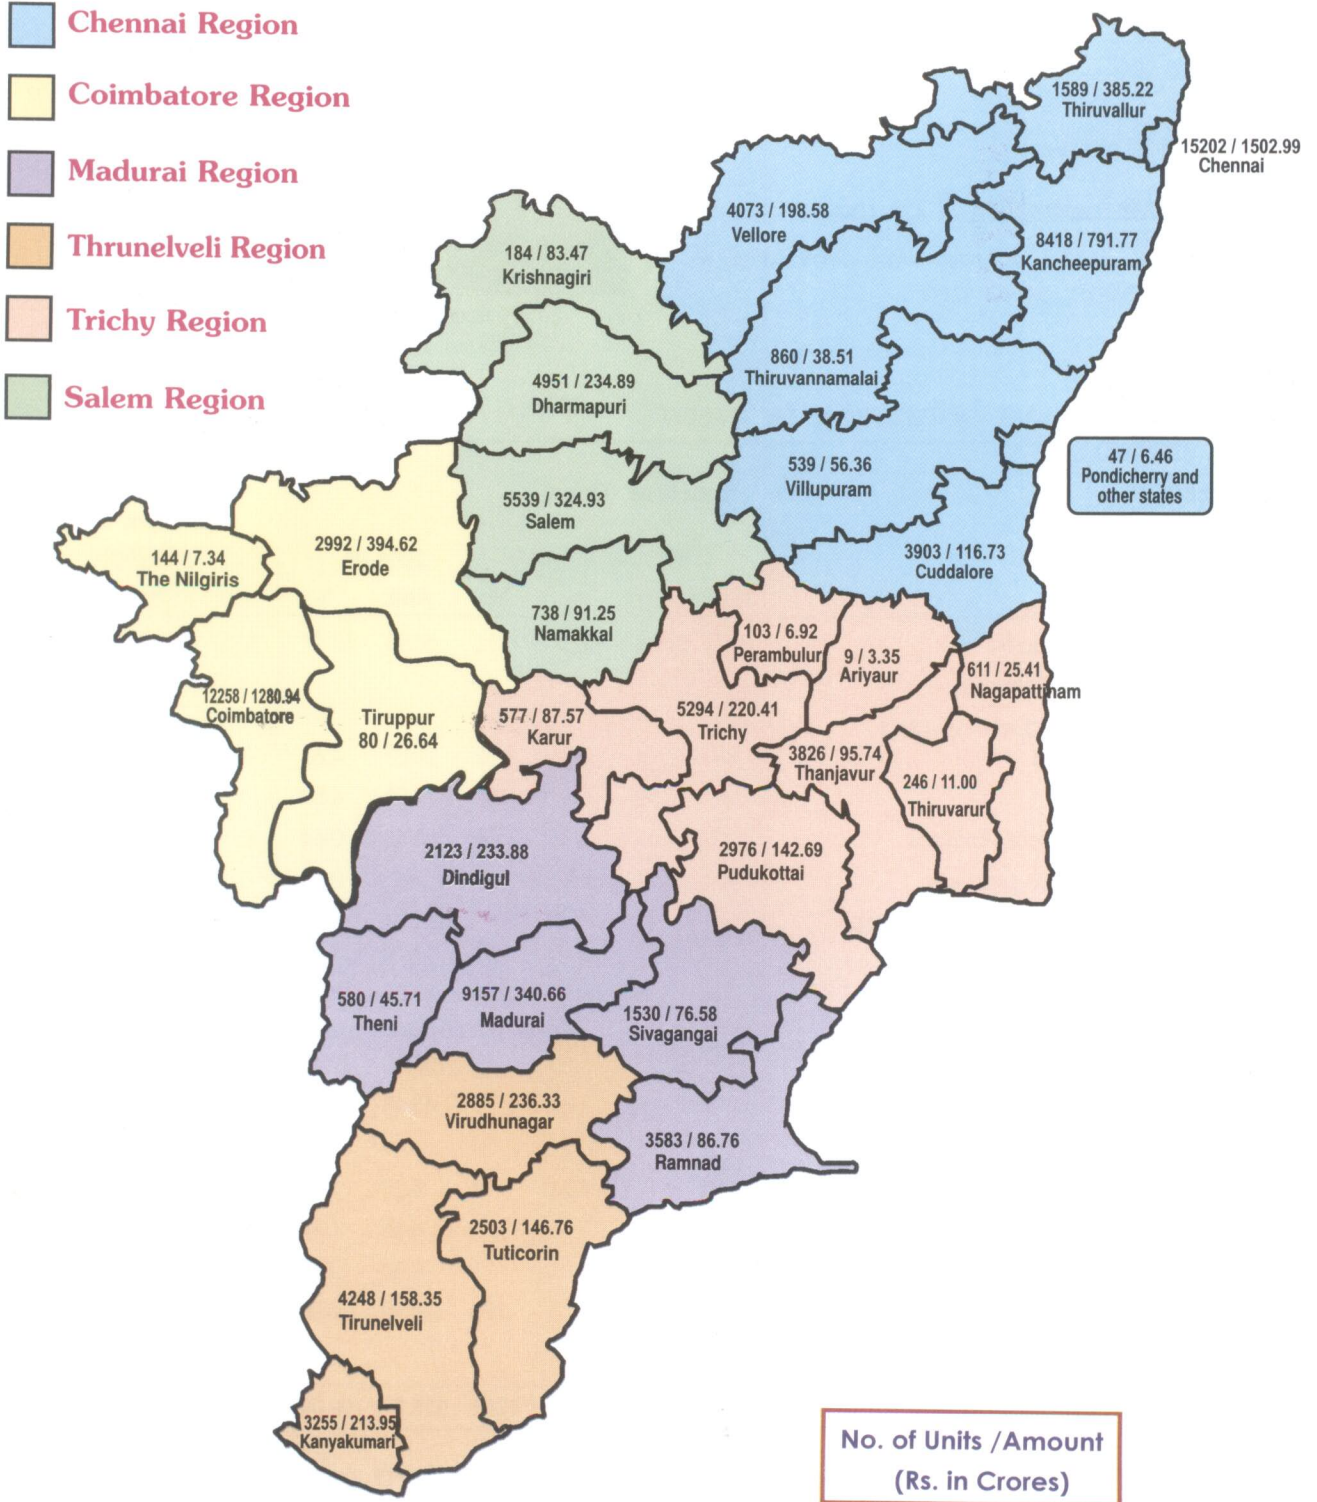 Chennai Region
Coimbatore Region
Madurai Region
Thrunelveli Region
Trichy Region
Salem Region
1589 / 385.22
Thiruvallur
15202 / 1502.99
Chennai
4073 / 198.58
Vellore
8418 / 791.77
Kancheepuram
184 / 83.47
Krishnagiri
860 / 38.51
Thiruvannamalai
4951 / 234.89
Dharmapuri
539 / 56.36
Villupuram
47 / 6.46
Pondicherry and
other states
5539 / 324.93
Salem
3903 / 116.73
Cuddalore
2992 / 394.62
Erode
144 / 7.34
The Nilgiris
738 / 91.25
Namakkal
103 / 6.92
Perambulur
9 / 3.35
Ariyaur
611 / 25.41
Nagapattinam
12258 / 1280.94
Coimbatore
Tiruppur
80 / 26.64
577 / 87.57
Karur
5294 / 220.41
Trichy
3826 / 95.74
Thanjavur
246 / 11.00
Thiruvarur
2123 / 233.88
Dindigul
2976 / 142.69
Pudukottai
580 / 45.71
Theni
9157 / 340.66
Madurai
1530 / 76.58
Sivagangai
2885 / 236.33
Virudhunagar
3583 / 86.76
Ramnad
2503 / 146.76
Tuticorin
4248 / 158.35
Tirunelveli
3255 / 213.95
Kanyakumari
No. of Units /Amount
(Rs. in Crores)